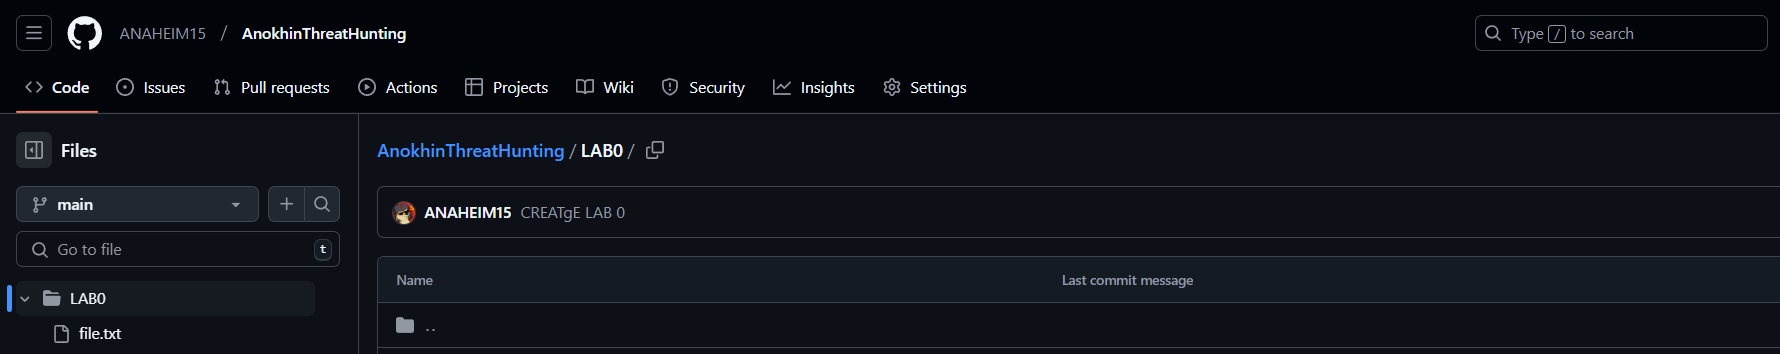 ANAHEIM15 / AnokhinThreatHunting
Type / to search
Code Issues Pull requests Actions Projects Wiki Security Insights Settings
Files
main
Go to file t
LAB0
file.txt
AnokhinThreatHunting / LAB0 /
ANAHEIM15 CREATgE LAB 0
Name Last commit message
..